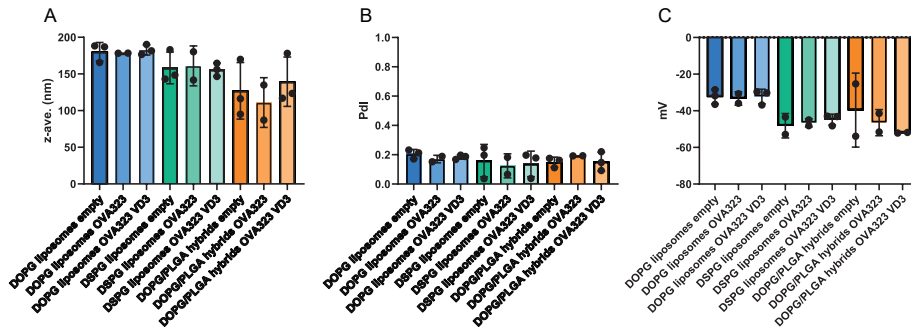 A
z-ave. (nm)
200
150
100
50
0
DOPG liposomes empty
DOPG liposomes OVA323
DOPG liposomes OVA323 VD3
DSPG liposomes empty
DSPG liposomes OVA323
DSPG liposomes OVA323 VD3
DOPG/PLGA hybrids empty
DOPG/PLGA hybrids OVA323
DOPG/PLGA hybrids OVA323 VD3
B
PdI
1.0
0.8
0.6
0.4
0.2
0.0
DOPG liposomes empty
DOPG liposomes OVA323
DOPG liposomes OVA323 VD3
DSPG liposomes empty
DSPG liposomes OVA323
DSPG liposomes OVA323 VD3
DOPG/PLGA hybrids empty
DOPG/PLGA hybrids OVA323
DOPG/PLGA hybrids OVA323 VD3
C
mV
0
-20
-40
-60
-80
DOPG liposomes empty
DOPG liposomes OVA323
DOPG liposomes OVA323 VD3
DSPG liposomes empty
DSPG liposomes OVA323
DSPG liposomes OVA323 VD3
DOPG/PLGA hybrids empty
DOPG/PLGA hybrids OVA323
DOPG/PLGA hybrids OVA323 VD3